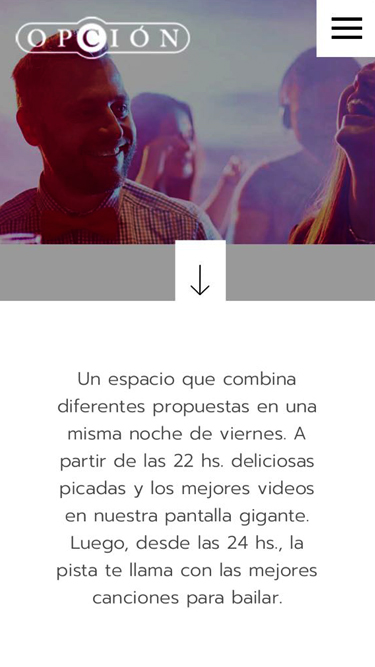 OPCIÓN
Un espacio que combina
diferentes propuestas en una
misma noche de viernes. A
partir de las 22 hs. deliciosas
picadas y los mejores videos
en nuestra pantalla gigante.
Luego, desde las 24 hs., la
pista te llama con las mejores
canciones para bailar.